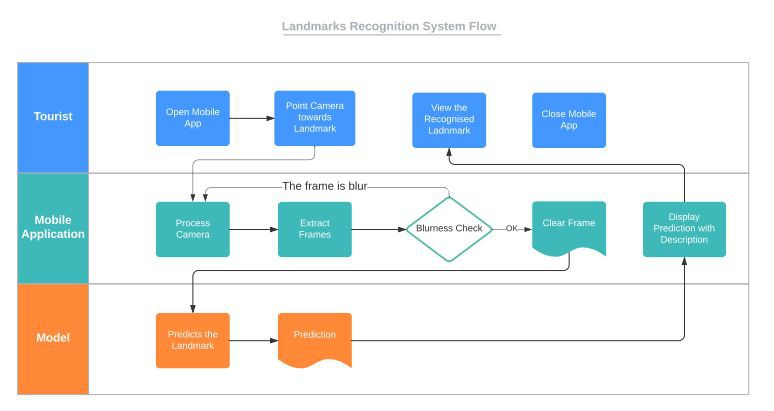 Landmarks Recognition System Flow
Tourist
Open Mobile
App
Point Camera
towards
Landmark
View the
Recognised
Ladnmark
Close Mobile
App
The frame is blur
Mobile
Application
Process
Camera
Extract
Frames
Blurness Check
OK
Clear Frame
Display
Prediction with
Description
Model
Predicts the
Landmark
Prediction